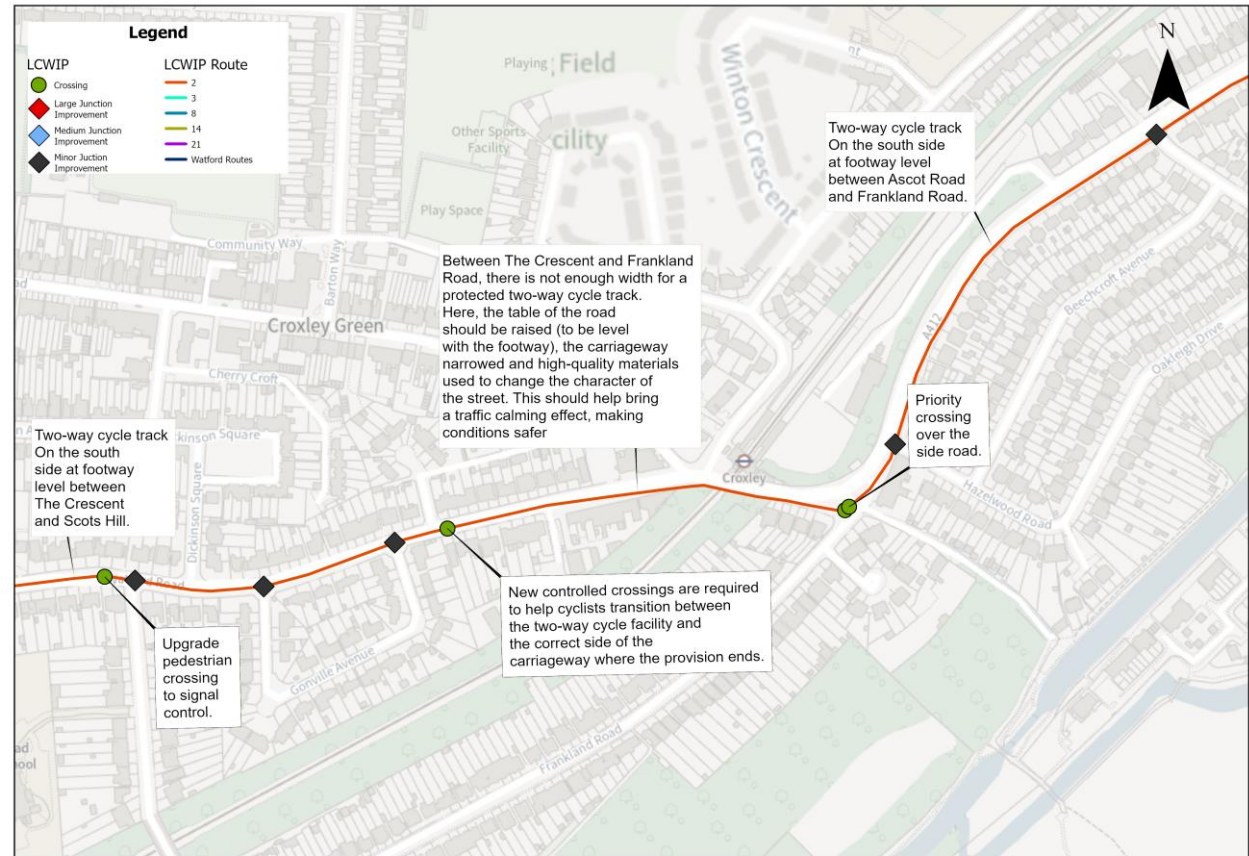 Legend
LCWIP
Crossing
Large Junction
Improvement
Medium Junction
Improvement
Minor Juction
Improvement
LCWIP Route
2
3
8
14
21
Watford Routes
N
Playing Field
Other Sports
Facility
cility
Play Space
Winton Crescent
Community Way
Barton Way
Croxley Green
Cherry Croft
Dickinson Square
Two-way cycle track
On the south side
at footway level
between Ascot Road
and Frankland Road.
Between The Crescent and Frankland
Road, there is not enough width for a
protected two-way cycle track.
Here, the table of the road
should be raised (to be level
with the footway), the carriageway
narrowed and high-quality materials
used to change the character of
the street. This should help bring
a traffic calming effect, making
conditions safer
A412
Beechcroft Avenue
Oakleigh Drive
Priority
crossing
over the
side road.
Two-way cycle track
On the south
side at footway
level between
The Crescent
and Scots Hill.
Dickinson Square
Croxley
Hazelwood Road
Road
New controlled crossings are required
to help cyclists transition between
the two-way cycle facility and
the correct side of the
carriageway where the provision ends.
Upgrade
pedestrian
crossing
to signal
control.
Gonville Avenue
Frankland Road